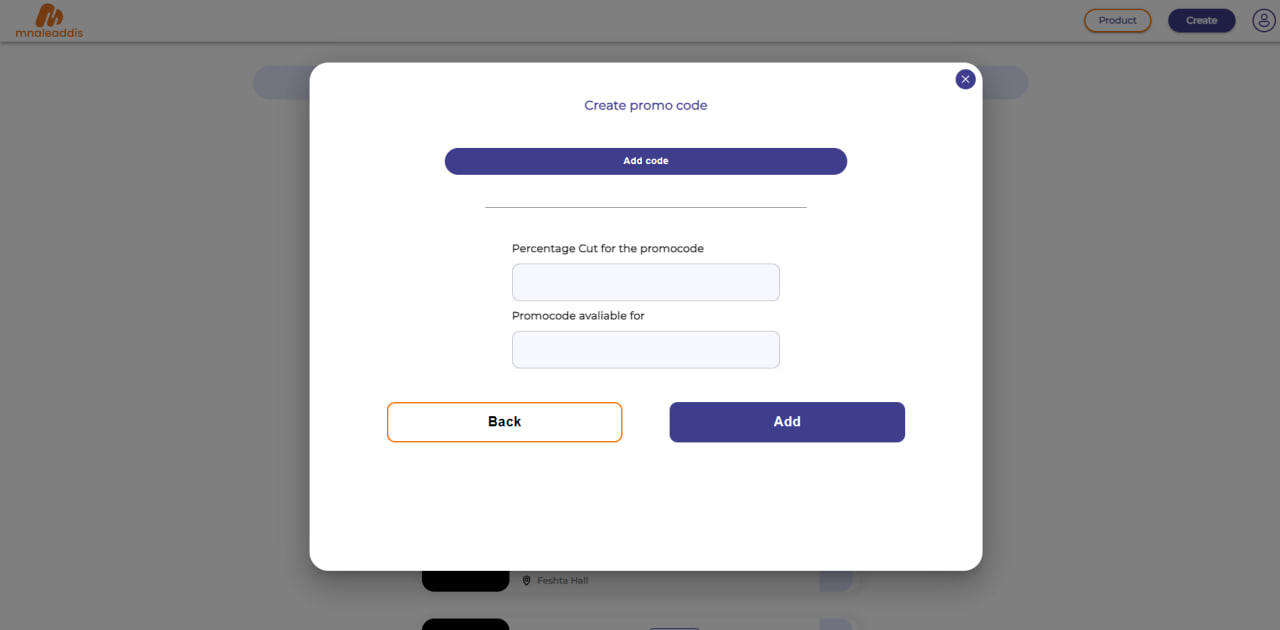 mnaleaddis
Product
Create
Create promo code
Add code
Percentage Cut for the promocode
Promocode avaliable for
Back
Add
Feshta Hall